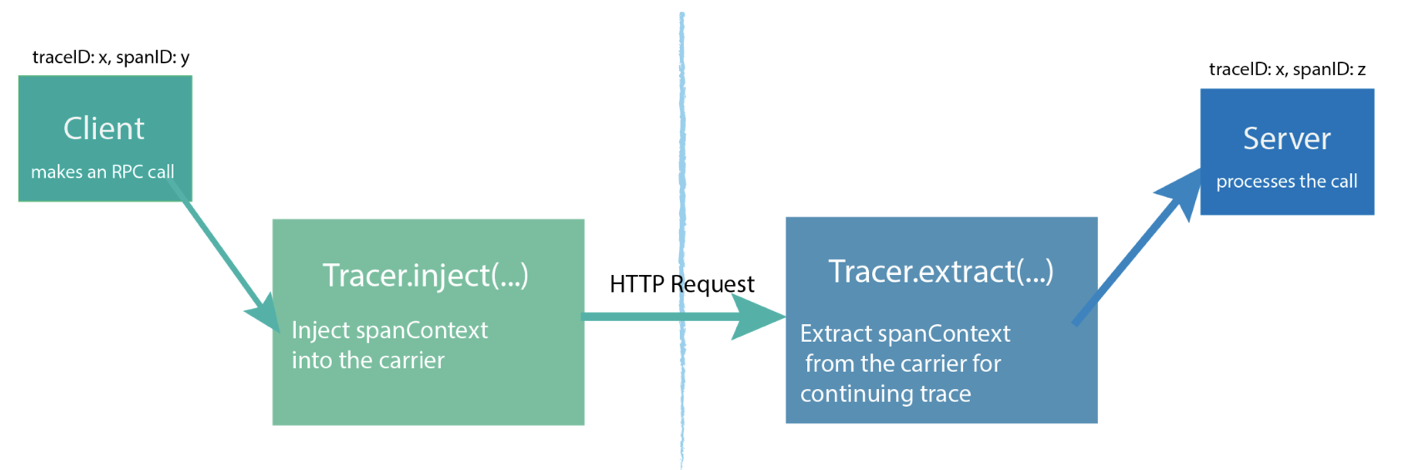 traceID: x, spanID: y
Client
makes an RPC call
Tracer.inject(...)
Inject spanContext
into the carrier
HTTP Request
Tracer.extract(...)
Extract spanContext
from the carrier for
continuing trace
traceID: x, spanID: z
Server
processes the call